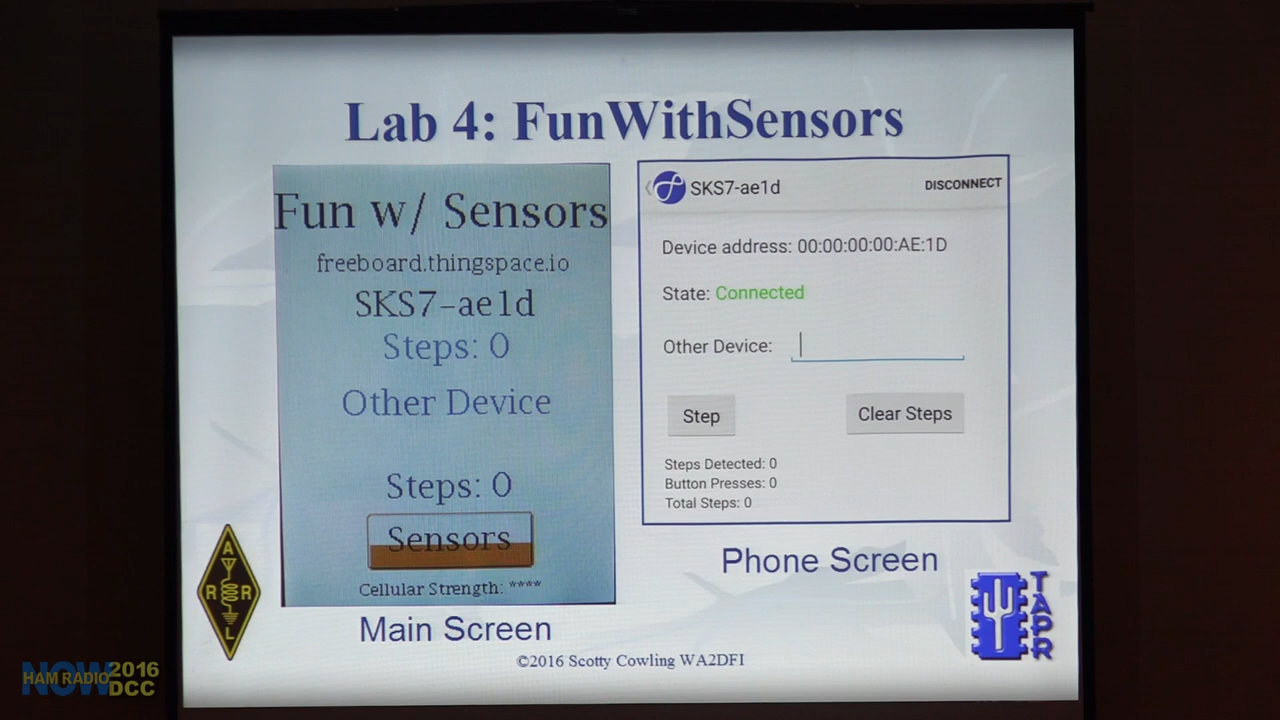 Lab 4: FunWithSensors
Fun w/ Sensors
freeboard.thingspace.io
SKS7-ae1d
Steps: 0
Other Device
Steps: 0
Sensors
Cellular Strength: ****
Main Screen
SKS7-ae1d
DISCONNECT
Device address: 00:00:00:00:AE:1D
State: Connected
Other Device:
Step
Clear Steps
Steps Detected: 0
Button Presses: 0
Total Steps: 0
Phone Screen
A
R R
L
TAPR
©2016 Scotty Cowling WA2DFI
HAM RADIO NOW 2016 DCC